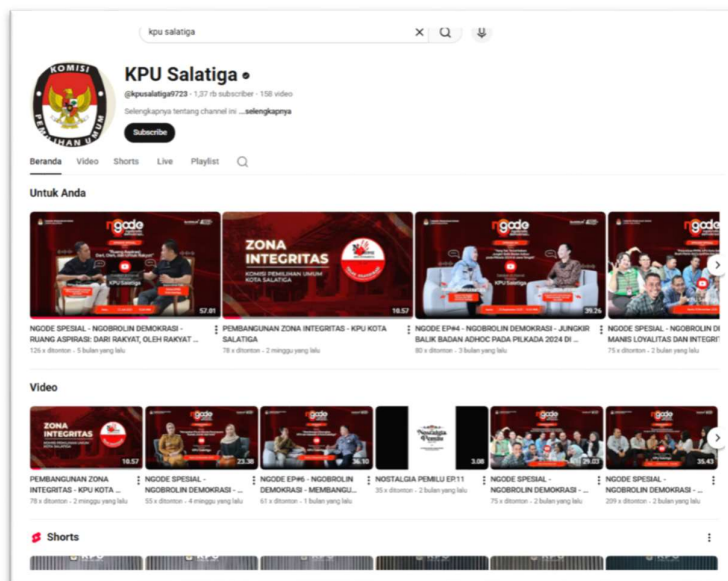 kpu salatiga
KOMISI
PEMILIHAN UMUM
KPU Salatiga
@kpusalatiga9723 - 1,37 rb subscriber - 158 video
Selengkapnya tentang channel ini ...selengkapnya
Subscribe
Beranda Video Shorts Live Playlist
Untuk Anda
ngode
KPU Salatiga
57.01
ZONA
INTEGRITAS
KOMISI PEMILIHAN UMUM
KOTA SALATIGA
10.57
ngode
KPU Salatiga
39.26
ngode
NGODE SPESIAL - NGOBROLIN DEMOKRASI -
RUANG ASPIRASI: DARI RAKYAT, OLEH RAKYAT ...
126 x ditonton - 5 bulan yang lalu
PEMBANGUNAN ZONA INTEGRITAS - KPU KOTA
SALATIGA
78 x ditonton - 2 minggu yang lalu
NGODE EP#4 - NGOBROLIN DEMOKRASI - JUNGKIR
BALIK BADAN ADHOC PADA PILKADA 2024 DI ...
80 x ditonton - 3 bulan yang lalu
NGODE SPESIAL - NGOBROLIN DE
MANIS LOYALITAS DAN INTEGRIT
75 x ditonton - 2 bulan yang lalu
Video
ZONA
INTEGRITAS
10.57
ngode
23.38
ngode
36.10
Nostalgia
Pemilu
3.08
ngode
29.03
ngode
35.43
PEMBANGUNAN ZONA
INTEGRITAS - KPU KOTA ...
78 x ditonton - 2 minggu yang lalu
NGODE SPESIAL -
NGOBROLIN DEMOKRASI - ...
55 x ditonton - 4 minggu yang lalu
NGODE EP#6 - NGOBROLIN
DEMOKRASI - MEMBANGU...
61 x ditonton - 1 bulan yang lalu
NOSTALGIA PEMILU EP.11
35 x ditonton - 2 bulan yang lalu
NGODE SPESIAL -
NGOBROLIN DEMOKRASI - ...
75 x ditonton - 2 bulan yang lalu
NGODE SPESIAL -
NGOBROLIN DEMOKRASI - ...
209 x ditonton - 2 bulan yang lalu
Shorts